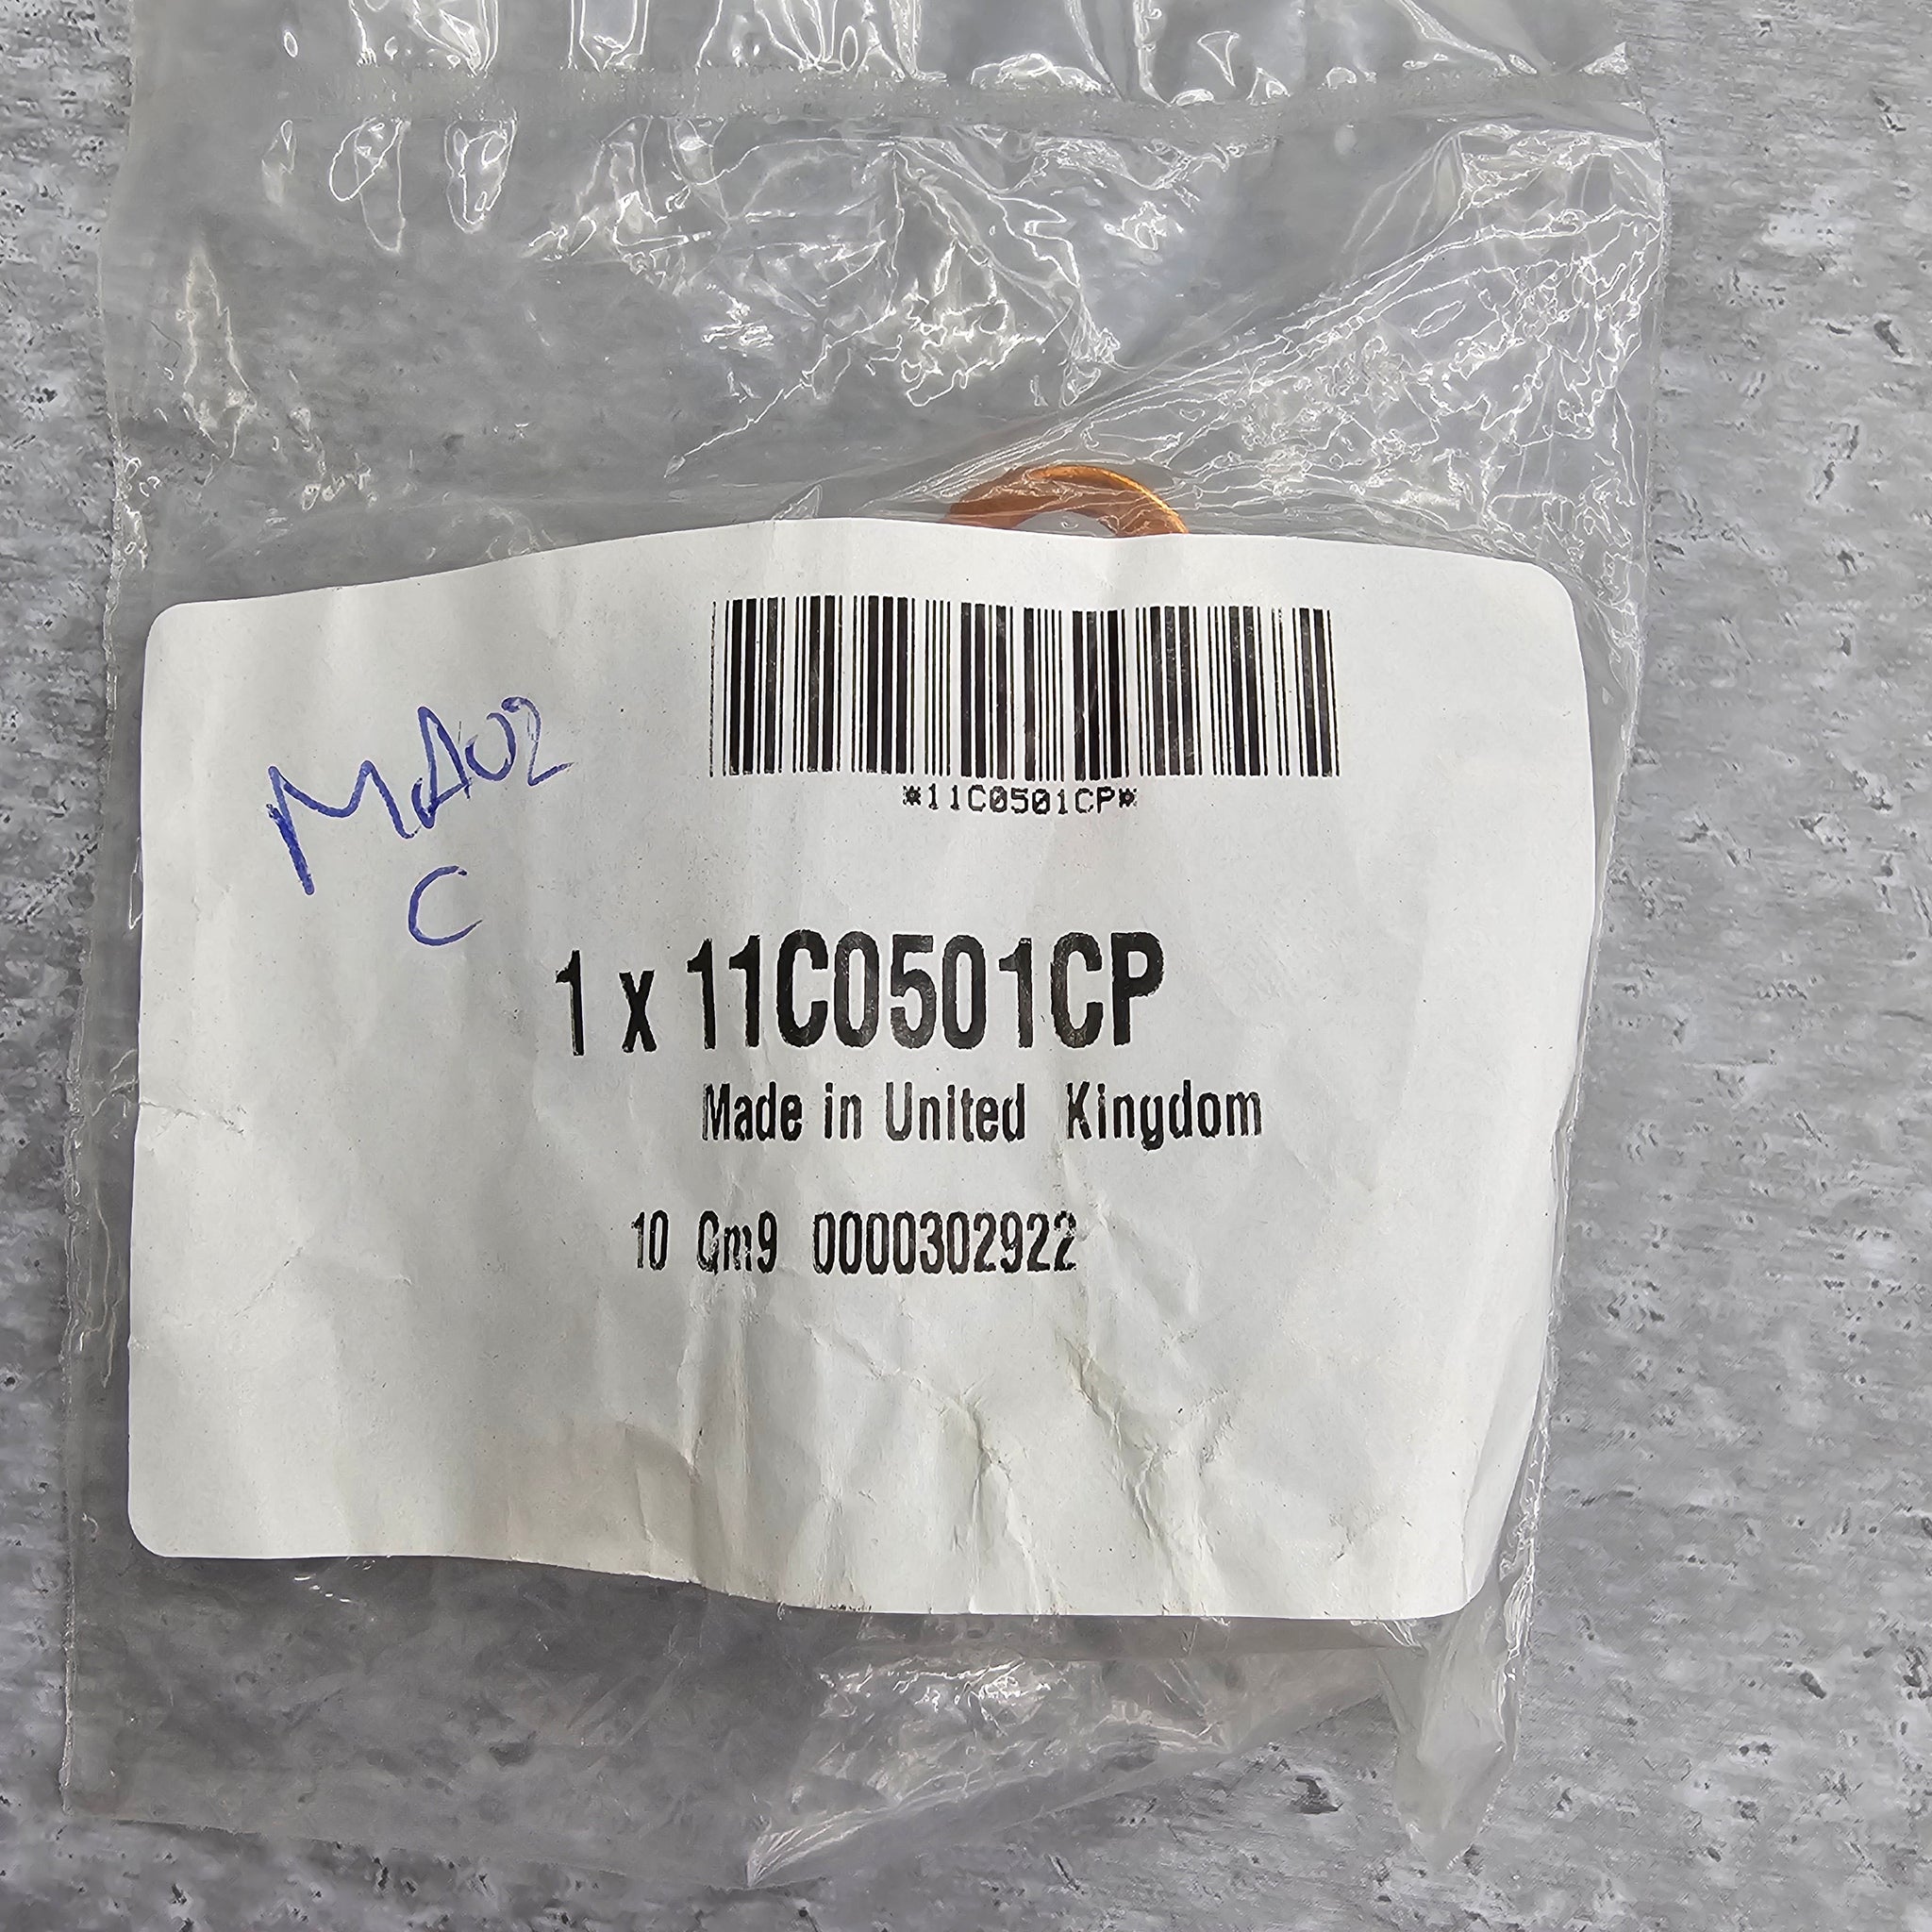 *11C0501CP*
MA02
C
1 x 11C0501CP
Made in United Kingdom
10 Qm9 0000302922